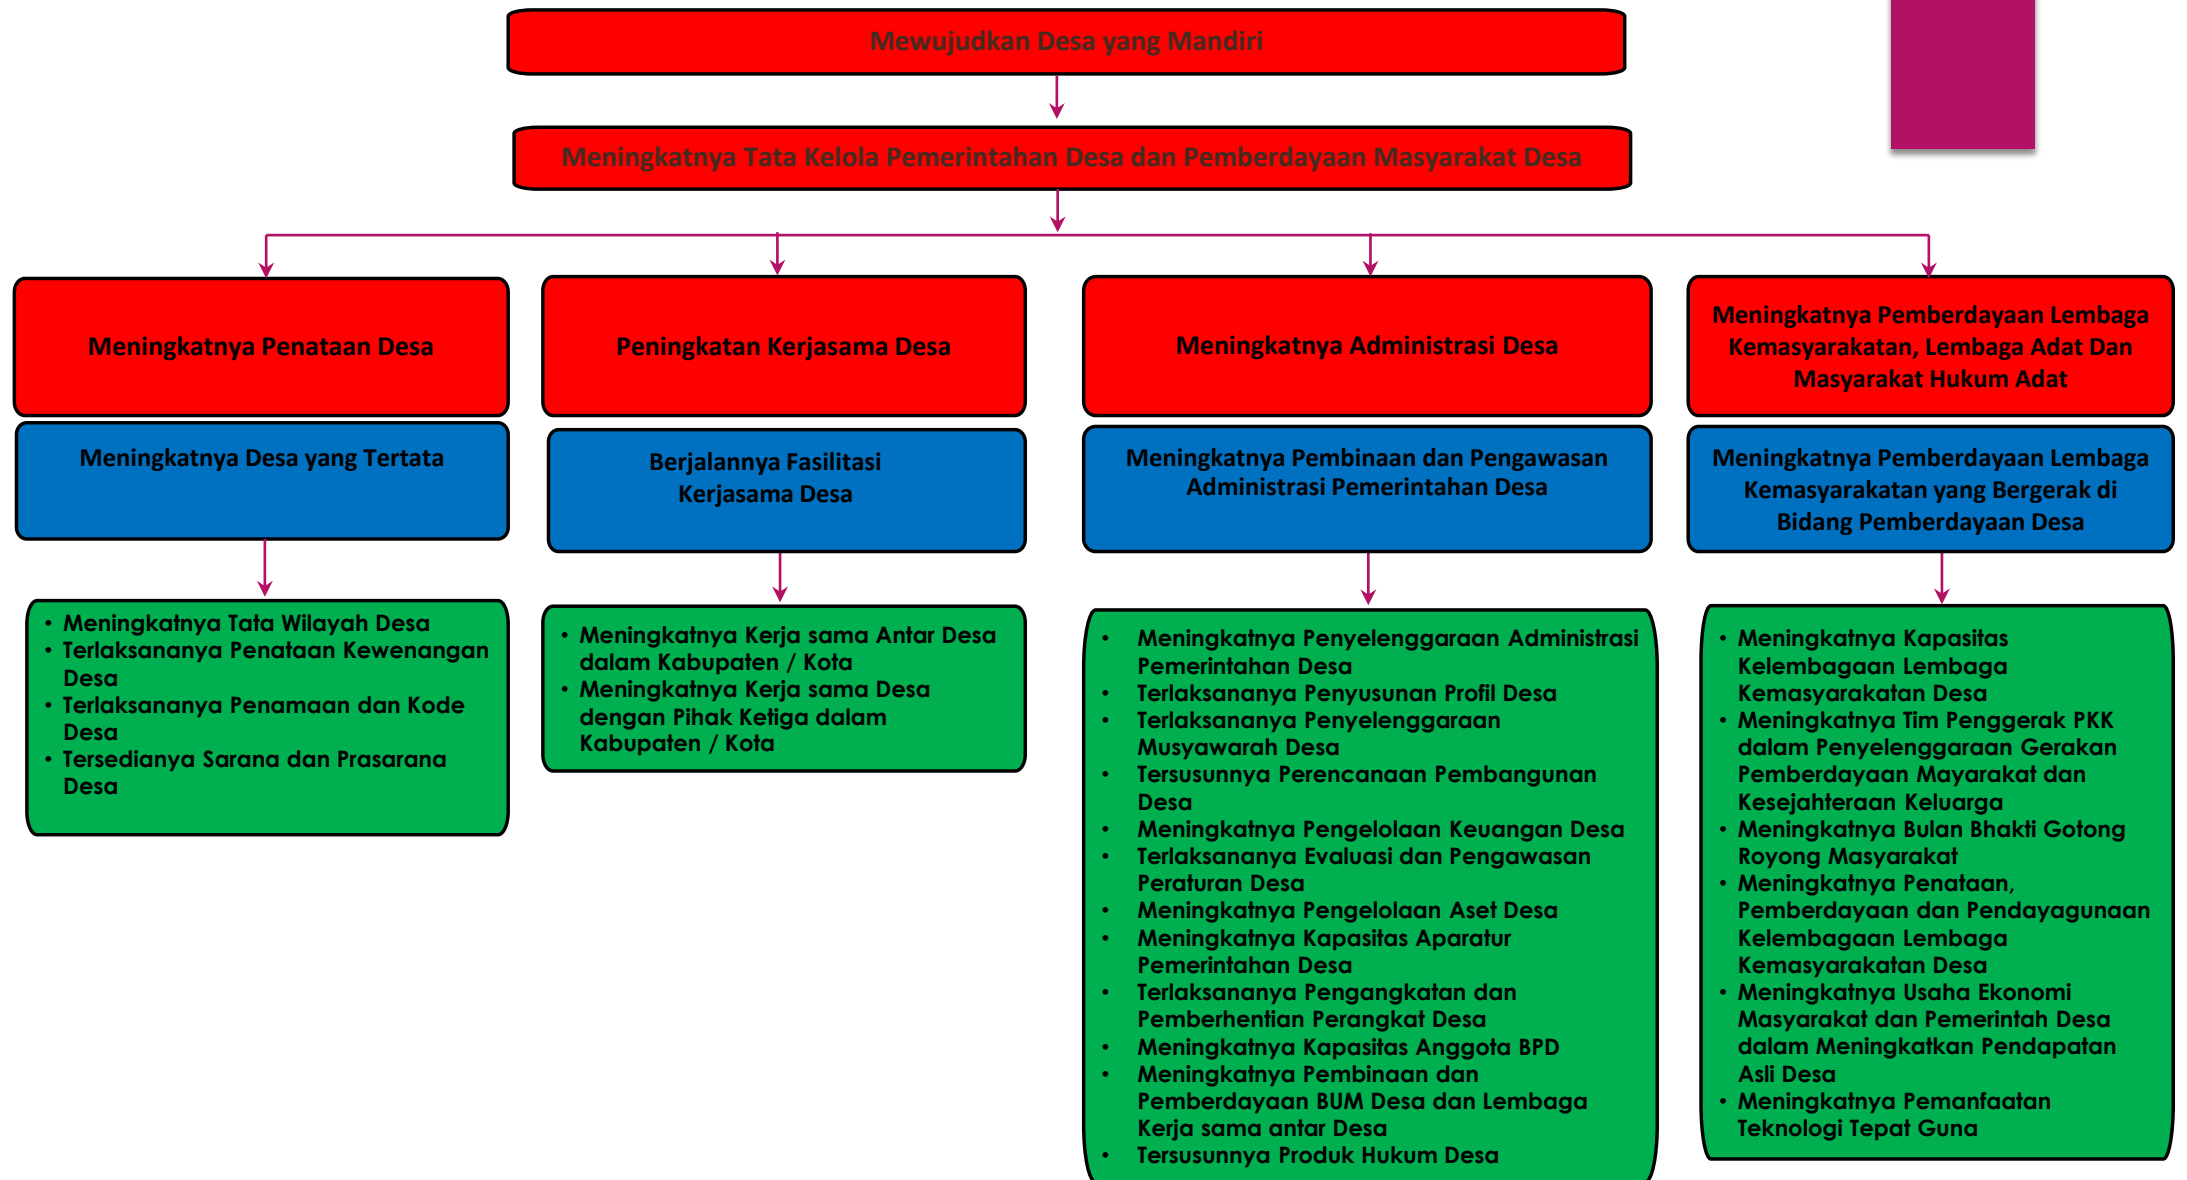 Mewujudkan Desa yang Mandiri
Meningkatnya Tata Kelola Pemerintahan Desa dan Pemberdayaan Masyarakat Desa
Meningkatnya Penataan Desa
Peningkatan Kerjasama Desa
Meningkatnya Administrasi Desa
Meningkatnya Pemberdayaan Lembaga
Kemasyarakatan, Lembaga Adat Dan
Masyarakat Hukum Adat
Meningkatnya Desa yang Tertata
Berjalannya Fasilitasi
Kerjasama Desa
Meningkatnya Pembinaan dan Pengawasan
Administrasi Pemerintahan Desa
Meningkatnya Pemberdayaan Lembaga
Kemasyarakatan yang Bergerak di
Bidang Pemberdayaan Desa
• Meningkatnya Tata Wilayah Desa
• Terlaksananya Penataan Kewenangan
Desa
• Terlaksananya Penamaan dan Kode
Desa
• Tersedianya Sarana dan Prasarana
Desa
• Meningkatnya Kerja sama Antar Desa
dalam Kabupaten / Kota
• Meningkatnya Kerja sama Desa
dengan Pihak Ketiga dalam
Kabupaten / Kota
• Meningkatnya Penyelenggaraan Administrasi
Pemerintahan Desa
• Terlaksananya Penyusunan Profil Desa
• Terlaksananya Penyelenggaraan
Musyawarah Desa
• Tersusunnya Perencanaan Pembangunan
Desa
• Meningkatnya Pengelolaan Keuangan Desa
• Terlaksananya Evaluasi dan Pengawasan
Peraturan Desa
• Meningkatnya Pengelolaan Aset Desa
• Meningkatnya Kapasitas Aparatur
Pemerintahan Desa
• Terlaksananya Pengangkatan dan
Pemberhentian Perangkat Desa
• Meningkatnya Kapasitas Anggota BPD
• Meningkatnya Pembinaan dan
Pemberdayaan BUM Desa dan Lembaga
Kerja sama antar Desa
• Tersusunnya Produk Hukum Desa
• Meningkatnya Kapasitas
Kelembagaan Lembaga
Kemasyarakatan Desa
• Meningkatnya Tim Penggerak PKK
dalam Penyelenggaraan Gerakan
Pemberdayaan Mayarakat dan
Kesejahteraan Keluarga
• Meningkatnya Bulan Bhakti Gotong
Royong Masyarakat
• Meningkatnya Penataan,
Pemberdayaan dan Pendayagunaan
Kelembagaan Lembaga
Kemasyarakatan Desa
• Meningkatnya Usaha Ekonomi
Masyarakat dan Pemerintah Desa
dalam Meningkatkan Pendapatan
Asli Desa
• Meningkatnya Pemanfaatan
Teknologi Tepat Guna